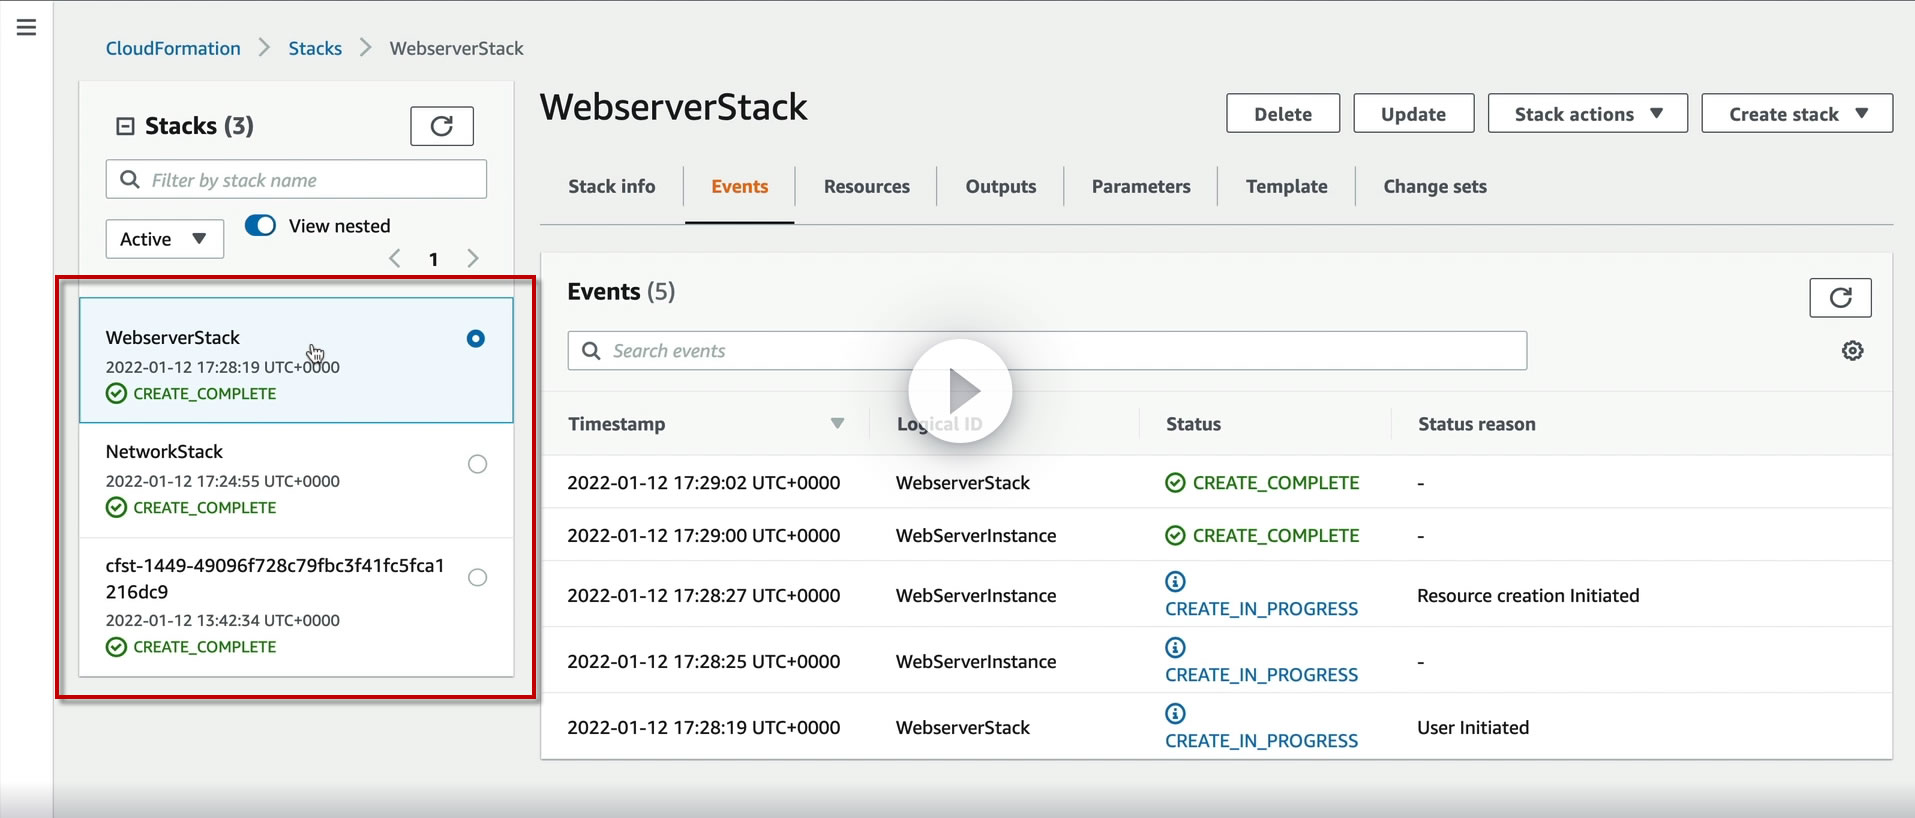 CloudFormation > Stacks > WebserverStack
Stacks (3)
Filter by stack name
Active
View nested
1
WebserverStack
2022-01-12 17:28:19 UTC+0000
CREATE_COMPLETE
NetworkStack
2022-01-12 17:24:55 UTC+0000
CREATE_COMPLETE
cfst-1449-49096f728c79fbc3f41fc5fca1
216dc9
2022-01-12 13:42:34 UTC+0000
CREATE_COMPLETE
WebserverStack
Delete Update Stack actions Create stack
Stack info Events Resources Outputs Parameters Template Change sets
Events (5)
Search events
Timestamp Logical ID Status Status reason
2022-01-12 17:29:02 UTC+0000 WebserverStack CREATE_COMPLETE -
2022-01-12 17:29:00 UTC+0000 WebServerInstance CREATE_COMPLETE -
2022-01-12 17:28:27 UTC+0000 WebServerInstance CREATE_IN_PROGRESS Resource creation Initiated
2022-01-12 17:28:25 UTC+0000 WebServerInstance CREATE_IN_PROGRESS -
2022-01-12 17:28:19 UTC+0000 WebserverStack CREATE_IN_PROGRESS User Initiated